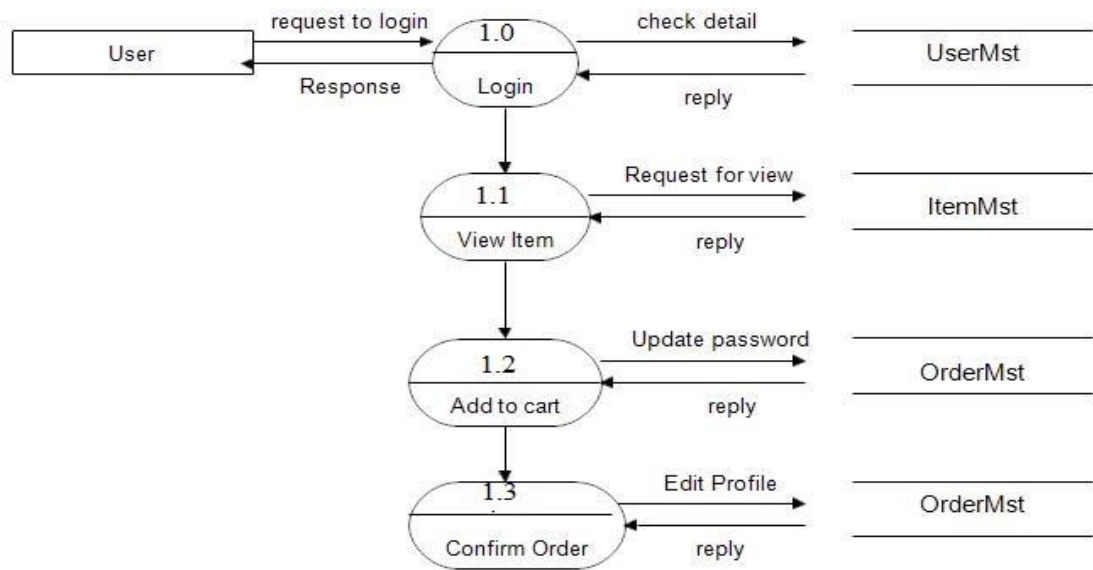 request to login
1.0
check detail
User
UserMst
Response
Login
reply
1.1
Request for view
ItemMst
View Item
reply
1.2
Update password
OrderMst
Add to cart
reply
1.3
Edit Profile
OrderMst
Confirm Order
reply